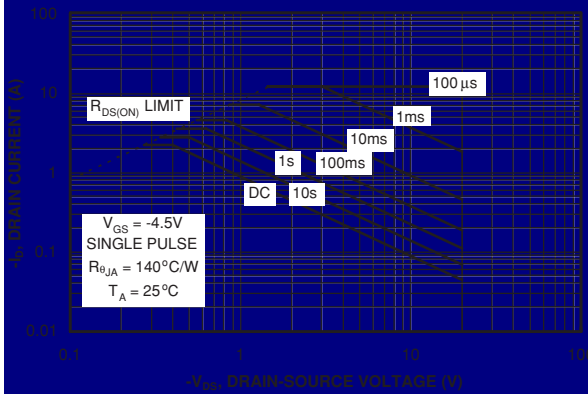 100
10
1
0.1
0.01
0.1
1
10
100
-I_D, DRAIN CURRENT (A)
-V_DS, DRAIN-SOURCE VOLTAGE (V)
R_DS(ON) LIMIT
100 µs
1ms
10ms
100ms
1s
10s
DC
V_GS = -4.5V
SINGLE PULSE
R_θJA = 140°C/W
T_A = 25°C